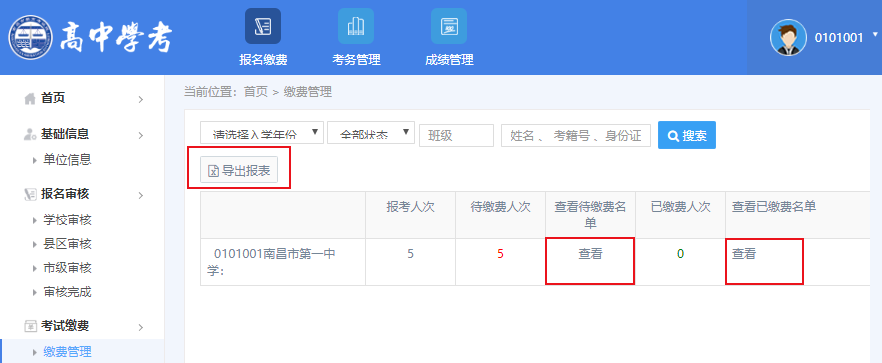 高中學考
报名缴费
考务管理
成绩管理
0101001
首页
基础信息
单位信息
报名审核
学校审核
县区审核
市级审核
审核完成
考试缴费
缴费管理
当前位置： 首页 > 缴费管理
请选择入学年份 全部状态 班级 姓名 、 考籍号 、身份证 搜索
导出报表
报考人次 待缴费人次 查看待缴费名 已缴费人次 查看已缴费名单
单
0101001南昌市第一中 5 5 查看 0 查看
学：